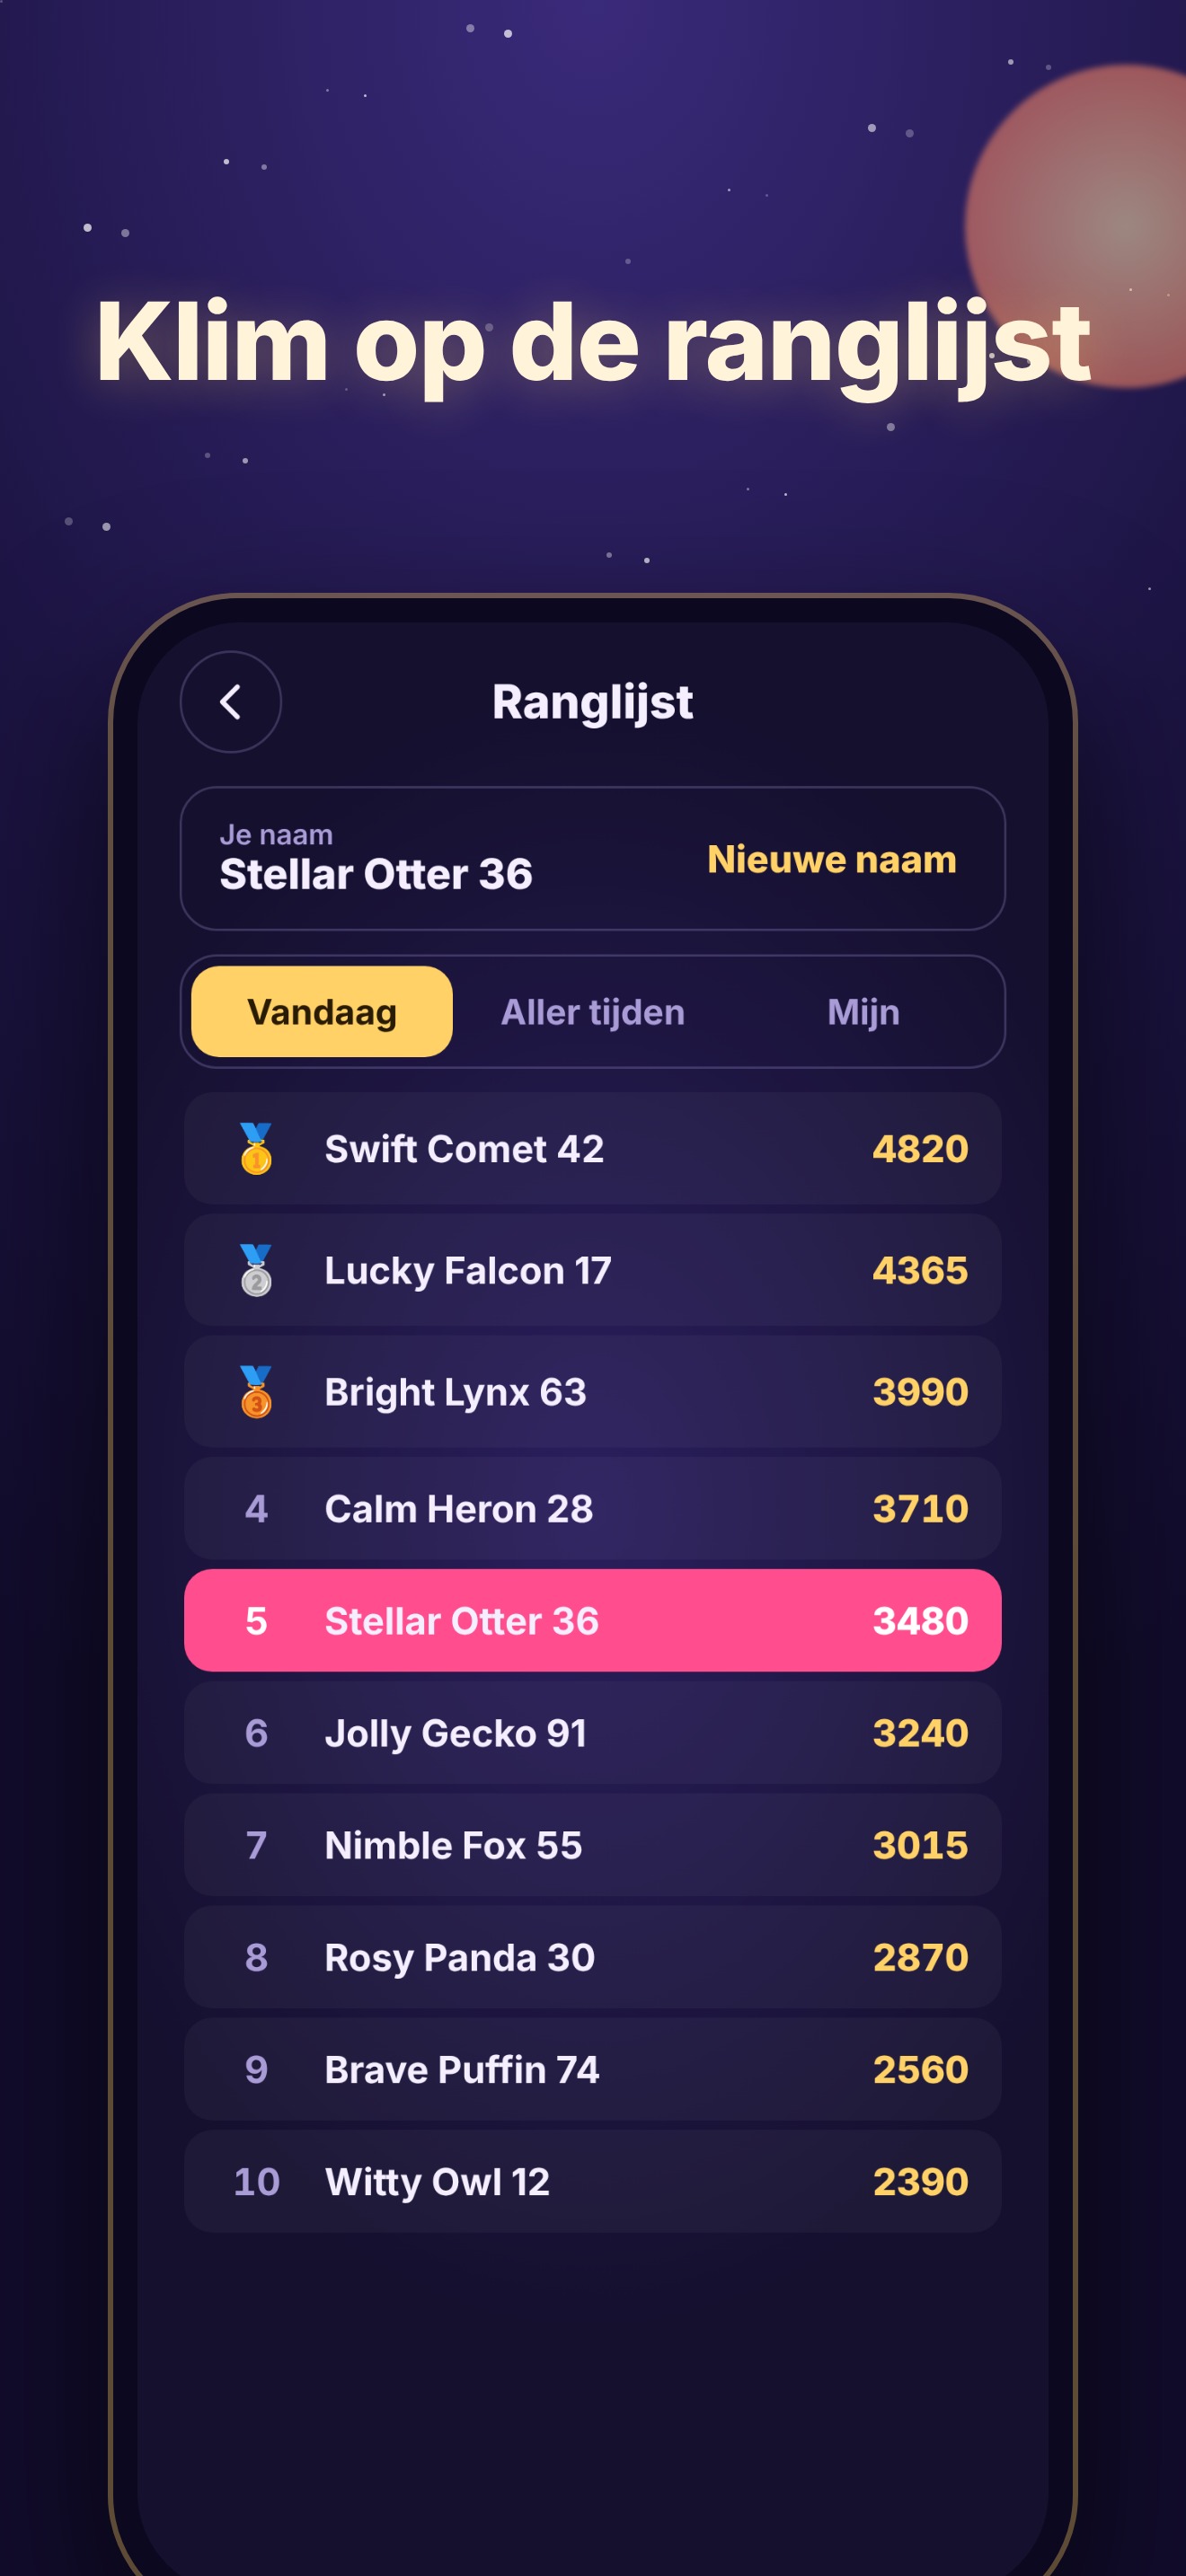 Klim op de ranglijst
Ranglijst
Je naam
Stellar Otter 36
Nieuwe naam
Vandaag Aller tijden Mijn
1 Swift Comet 42 4820
2 Lucky Falcon 17 4365
3 Bright Lynx 63 3990
4 Calm Heron 28 3710
5 Stellar Otter 36 3480
6 Jolly Gecko 91 3240
7 Nimble Fox 55 3015
8 Rosy Panda 30 2870
9 Brave Puffin 74 2560
10 Witty Owl 12 2390